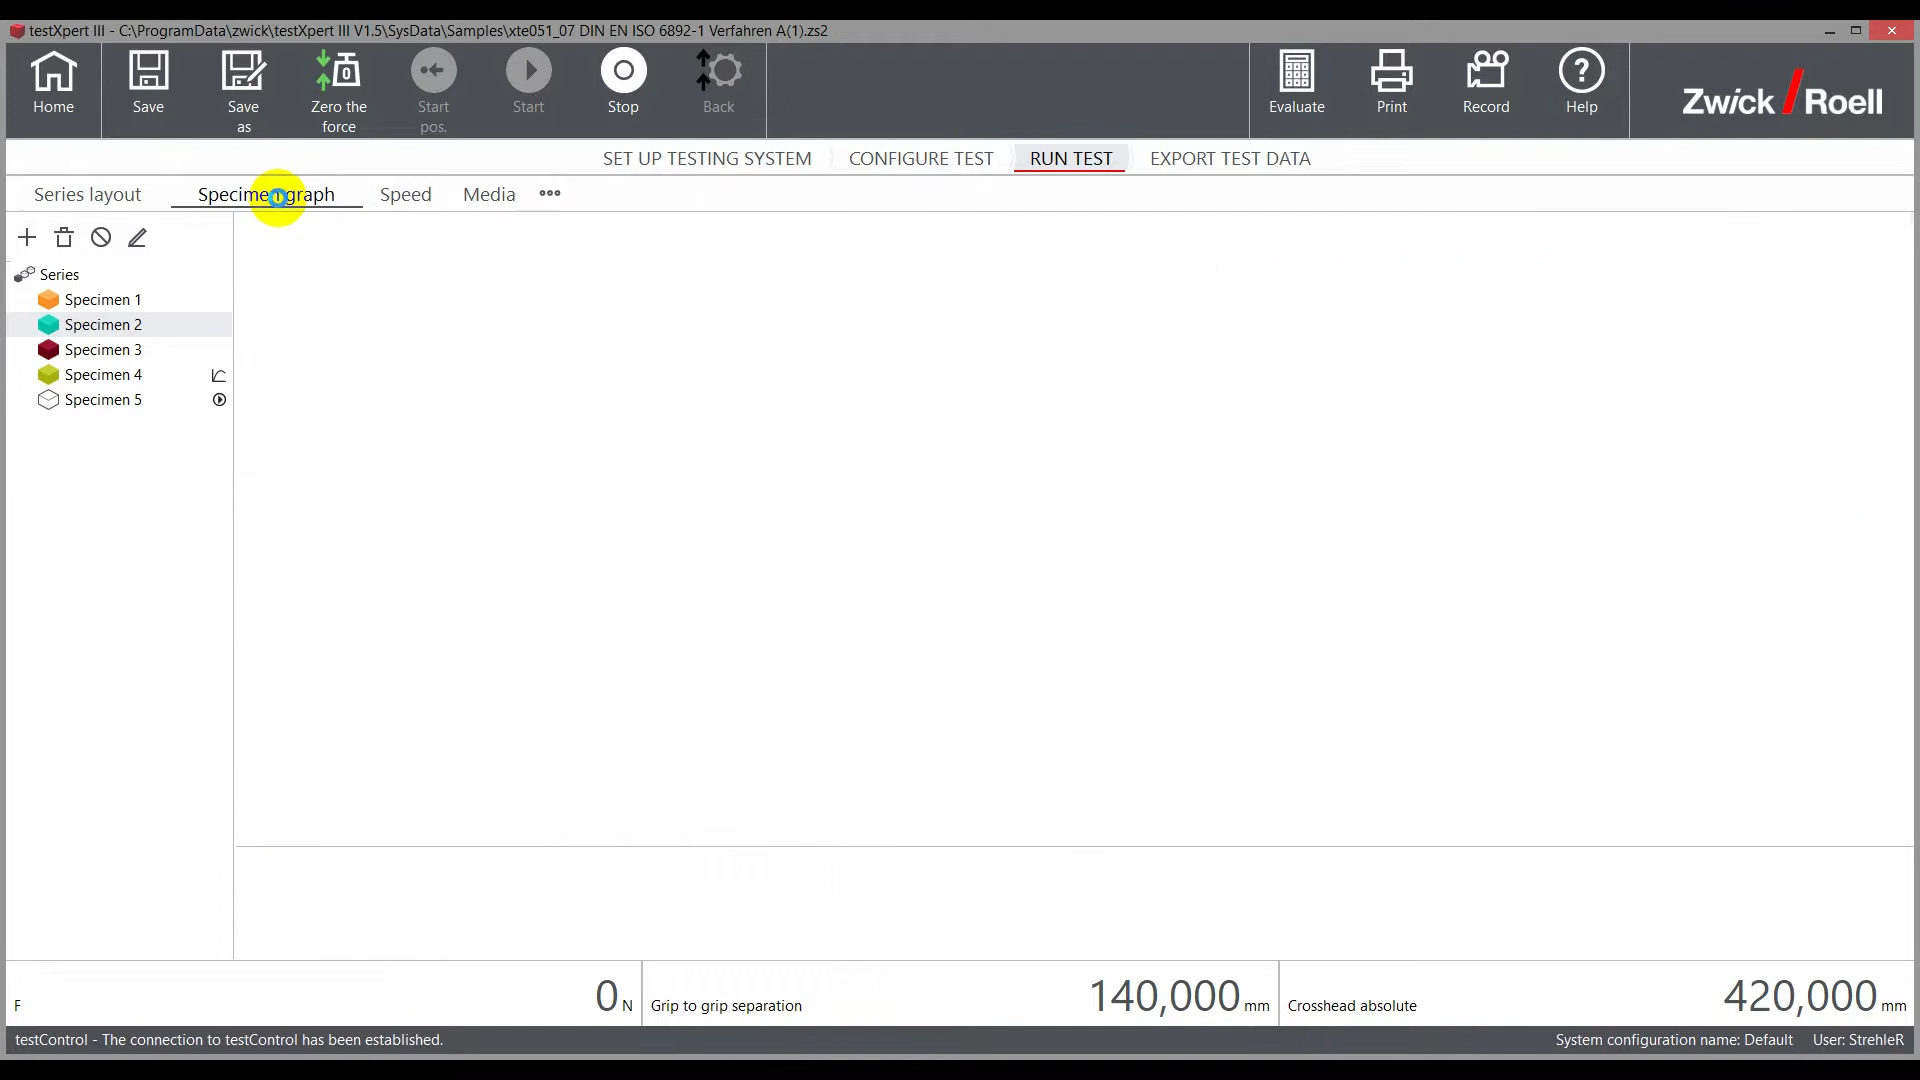 testXpert III - C:\ProgramData\zwick\testXpert III V1.5\SysData\Samples\xte051_07 DIN EN ISO 6892-1 Verfahren A(1).zs2
Home
Save
Save as
Zero the force
Start pos.
Start
Stop
Back
Evaluate
Print
Record
Help
Zwick / Roell
SET UP TESTING SYSTEM
CONFIGURE TEST
RUN TEST
EXPORT TEST DATA
Series layout
Specimen graph
Speed
Media
Series
Specimen 1
Specimen 2
Specimen 3
Specimen 4
Specimen 5
F 0 N
Grip to grip separation 140,000 mm
Crosshead absolute 420,000 mm
testControl - The connection to testControl has been established.
System configuration name: Default
User: StrehleR